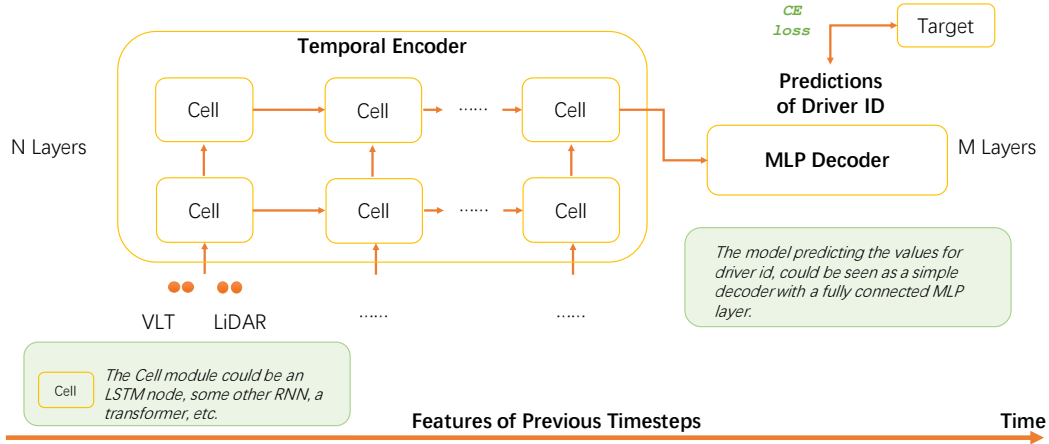 CE
loss
Target
Temporal Encoder
Predictions
of Driver ID
Cell
Cell
......
Cell
N Layers
MLP Decoder
M Layers
Cell
Cell
......
Cell
The model predicting the values for
driver id, could be seen as a simple
decoder with a fully connected MLP
layer.
VLT
LiDAR
......
......
Cell
The Cell module could be an
LSTM node, some other RNN, a
transformer, etc.
Features of Previous Timesteps
Time